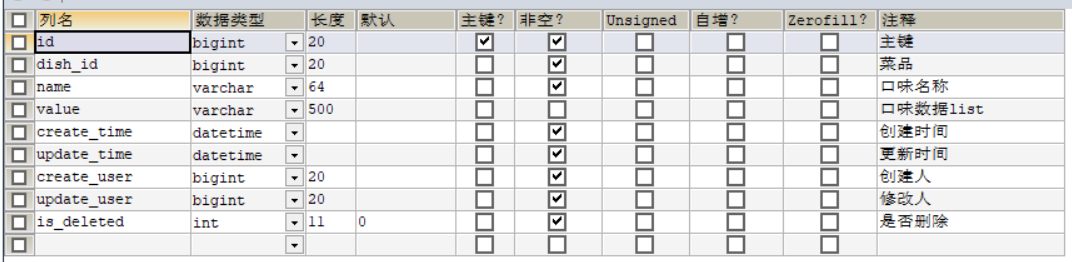 列名 数据类型 长度 默认 主键? 非空? Unsigned 自增? Zerofill? 注释
id bigint 20 主键
dish_id bigint 20 菜品
name varchar 64 口味名称
value varchar 500 口味数据list
create_time datetime 创建时间
update_time datetime 更新时间
create_user bigint 20 创建人
update_user bigint 20 修改人
is_deleted int 11 0 是否删除